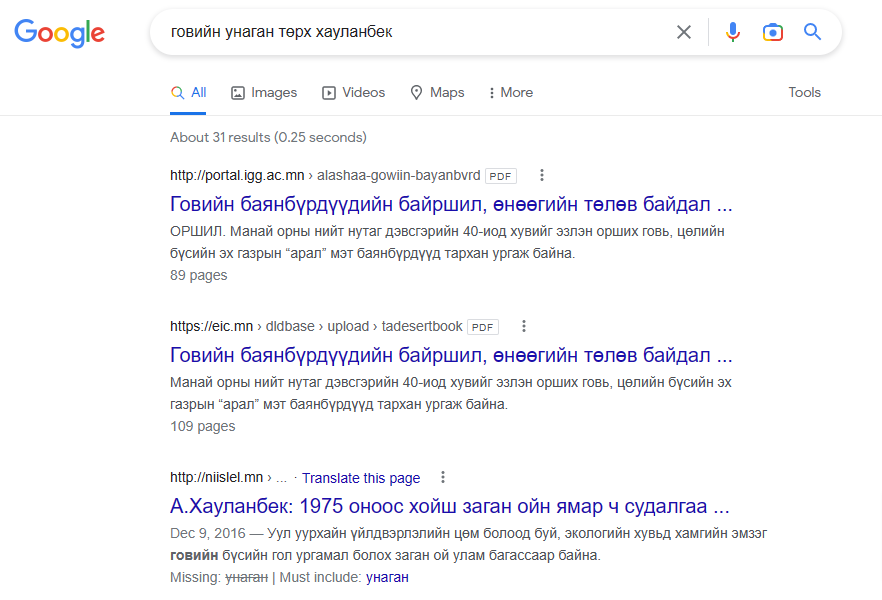 Google
говийн унаган төрх хауланбек
All Images Videos Maps More Tools
About 31 results (0.25 seconds)
http://portal.igg.ac.mn › alashaa-gowiin-bayanbvrd PDF
Говийн баянбүрдүүдийн байршил, өнөөгийн төлөв байдал ...
ОРШИЛ. Манай орны нийт нутаг дэвсгэрийн 40-иод хувийг эзлэн орших говь, цөлийн
бүсийн эх газрын “арал” мэт баянбүрдүүд тархан ургаж байна.
89 pages
https://eic.mn › dldbase › upload › tadesertbook PDF
Говийн баянбүрдүүдийн байршил, өнөөгийн төлөв байдал ...
Манай орны нийт нутаг дэвсгэрийн 40-иод хувийг эзлэн орших говь, цөлийн бүсийн эх
газрын “арал” мэт баянбүрдүүд тархан ургаж байна.
109 pages
http://niislel.mn › ... · Translate this page
А.Хауланбек: 1975 оноос хойш заган ойн ямар ч судалгаа ...
Dec 9, 2016 — Уул уурхайн үйлдвэрлэлийн цөм болоод буй, экологийн хувьд хамгийн эмзэг
говийн бүсийн гол ургамал болох заган ой улам багассаар байна.
Missing: унаган | Must include: унаган